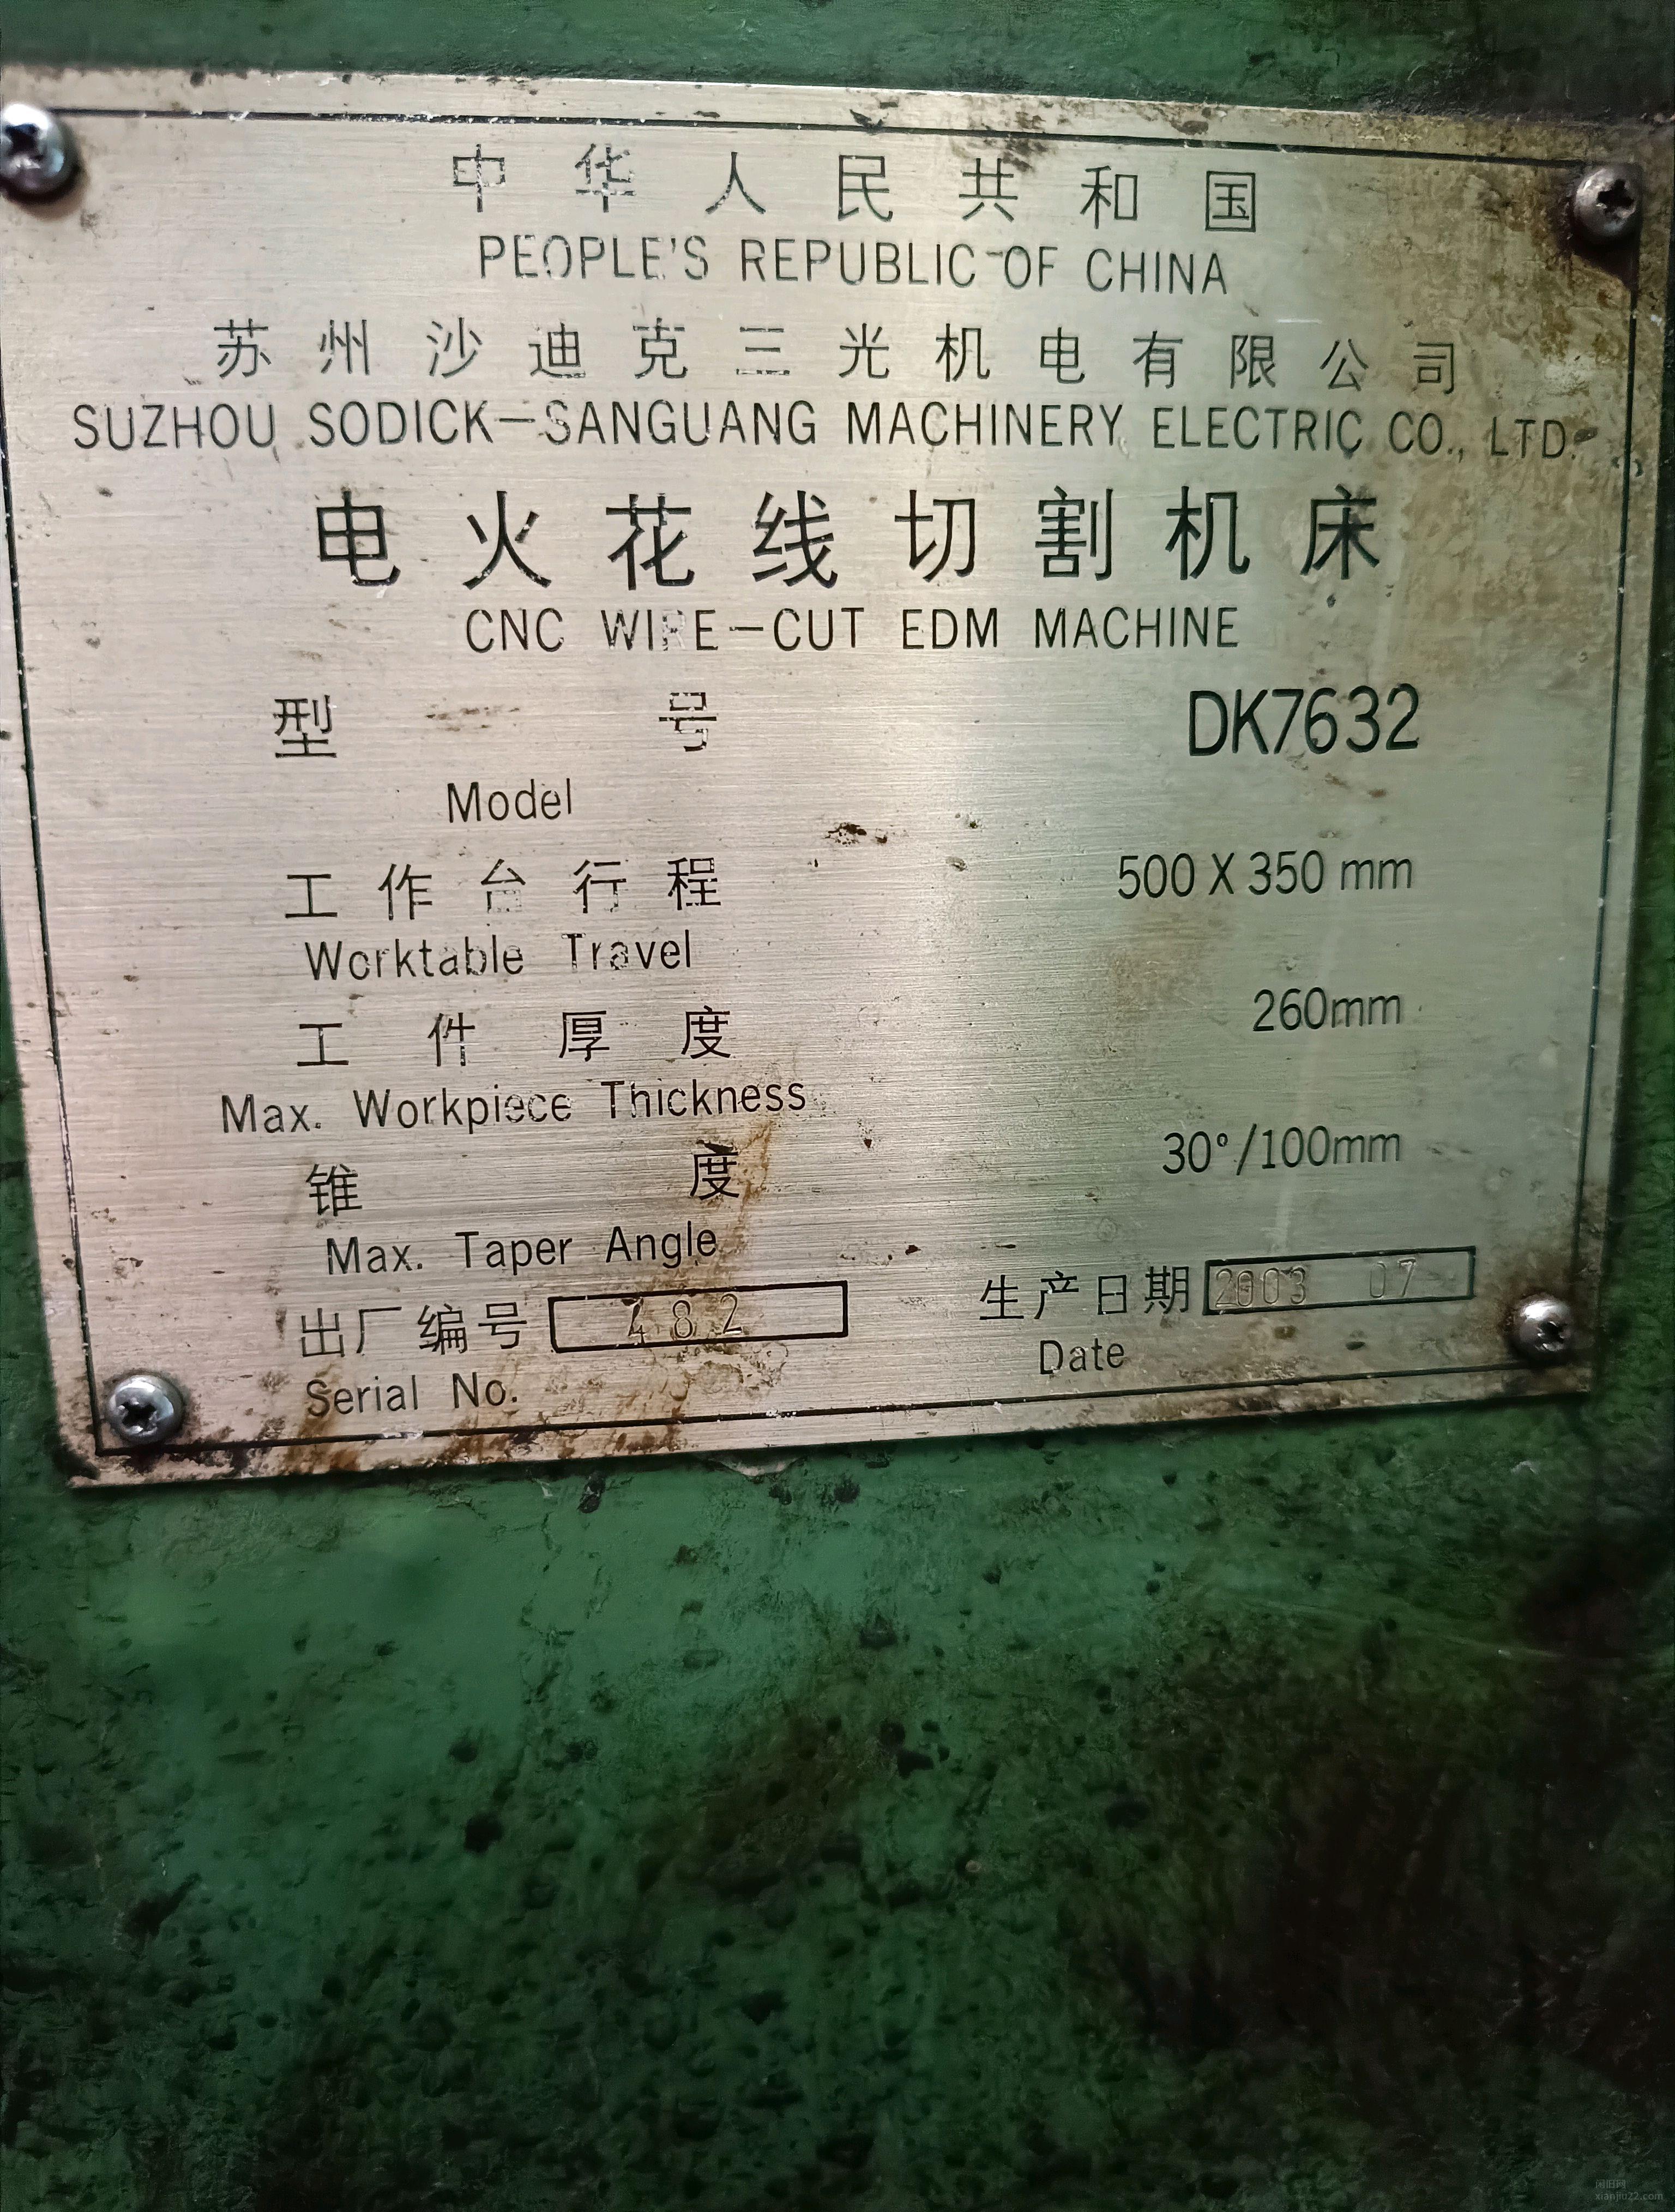 中华人民共和国
PEOPLE'S REPUBLIC OF CHINA
苏州沙迪克三光机电有限公司
SUZHOU SODICK-SANGUANG MACHINERY ELECTRIC CO., LTD.
电火花线切割机床
CNC WIRE-CUT EDM MACHINE
型号 DK7632
Model
工作台行程 500 X 350 mm
Worktable Travel
工件厚度 260mm
Max. Workpiece Thickness
锥度 30°/100mm
Max. Taper Angle
出厂编号 482 生产日期 2003 07
Serial No. Date
xianjiu22.com